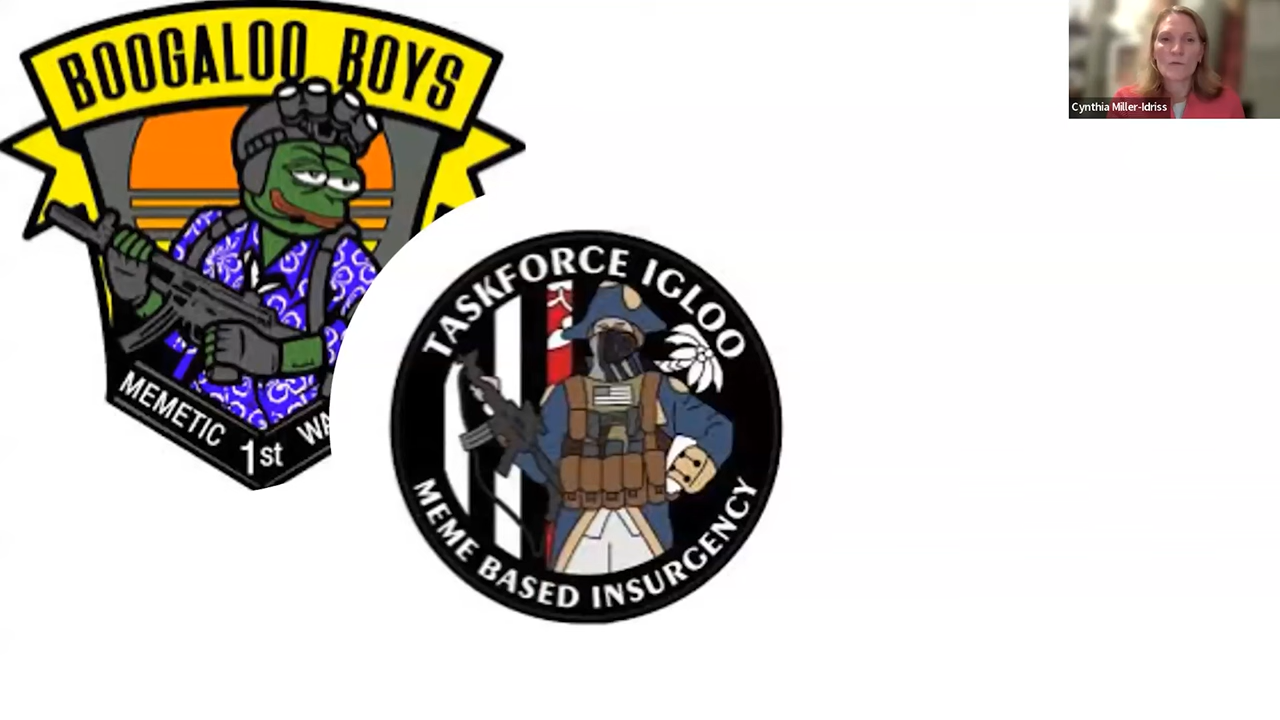 BOOGALOO BOYS
MEMETIC 1st
TASKFORCE IGLOO
MEME BASED INSURGENCY
Cynthia Miller-Idriss